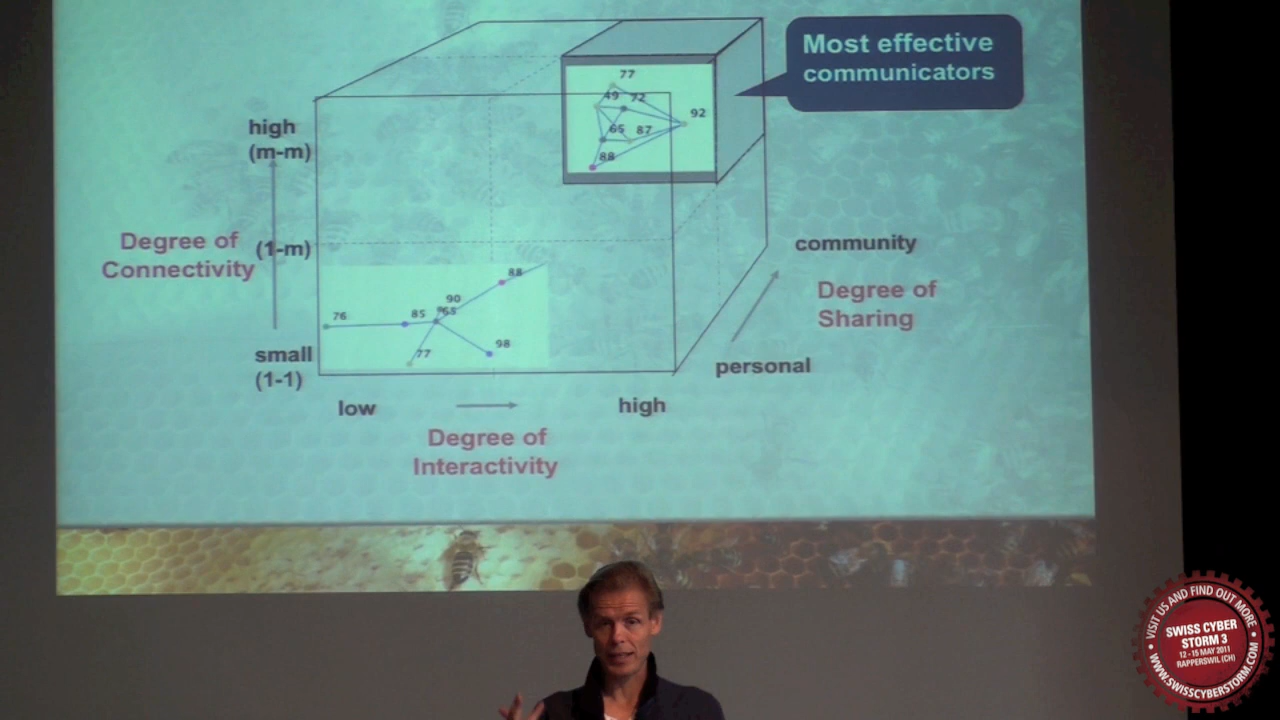 Most effective
communicators
77
49 72
92
65 87
88
high
(m-m)
Degree of
Connectivity
(1-m)
small
(1-1)
88
90
76
85
65
98
77
community
Degree of
Sharing
personal
low
high
Degree of
Interactivity
VISIT US AND FIND OUT MORE
SWISS CYBER
STORM 3
12 - 15 MAY 2011
RAPPERSWIL (CH)
WWW.SWISSCYBERSTORM.COM